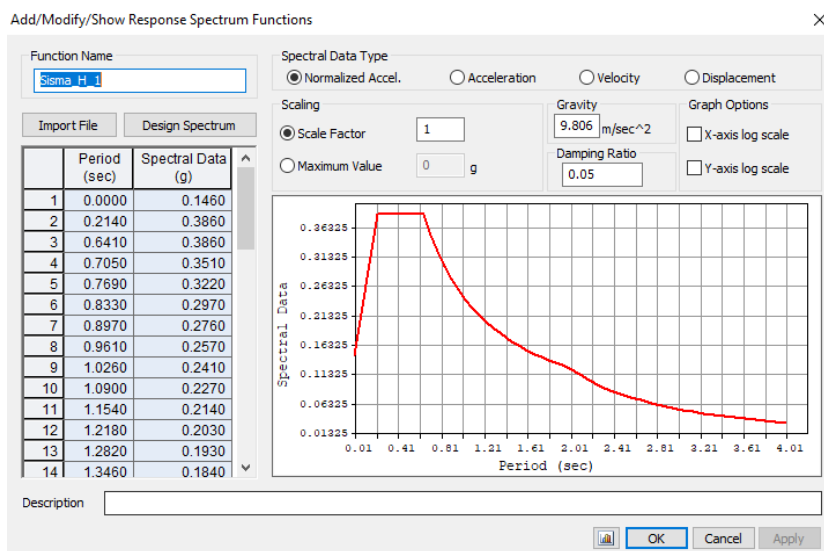 Add/Modify/Show Response Spectrum Functions
Function Name
Sisma_H_1
Import File
Design Spectrum
Period (sec) Spectral Data (g)
1 0.0000 0.1460
2 0.2140 0.3860
3 0.6410 0.3860
4 0.7050 0.3510
5 0.7690 0.3220
6 0.8330 0.2970
7 0.8970 0.2760
8 0.9610 0.2570
9 1.0260 0.2410
10 1.0900 0.2270
11 1.1540 0.2140
12 1.2180 0.2030
13 1.2820 0.1930
14 1.3460 0.1840
Spectral Data Type
Normalized Accel. Acceleration Velocity Displacement
Scaling
Scale Factor 1
Maximum Value 0 g
Gravity
9.806 m/sec^2
Damping Ratio
0.05
Graph Options
X-axis log scale
Y-axis log scale
Spectral Data
0.36325
0.31325
0.26325
0.21325
0.16325
0.11325
0.06325
0.01325
0.01 0.41 0.81 1.21 1.61 2.01 2.41 2.81 3.21 3.61 4.01
Period (sec)
Description
OK Cancel Apply